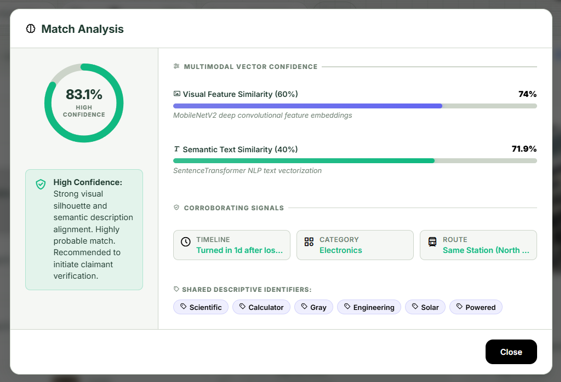 Match Analysis
83.1%
HIGH
CONFIDENCE
High Confidence:
Strong visual
silhouette and
semantic description
alignment. Highly
probable match.
Recommended to
initiate claimant
verification.
MULTIMODAL VECTOR CONFIDENCE
Visual Feature Similarity (60%) 74%
MobileNetV2 deep convolutional feature embeddings
Semantic Text Similarity (40%) 71.9%
SentenceTransformer NLP text vectorization
CORROBORATING SIGNALS
TIMELINE
Turned in 1d after los...
CATEGORY
Electronics
ROUTE
Same Station (North ...
SHARED DESCRIPTIVE IDENTIFIERS:
Scientific Calculator Gray Engineering Solar Powered
Close